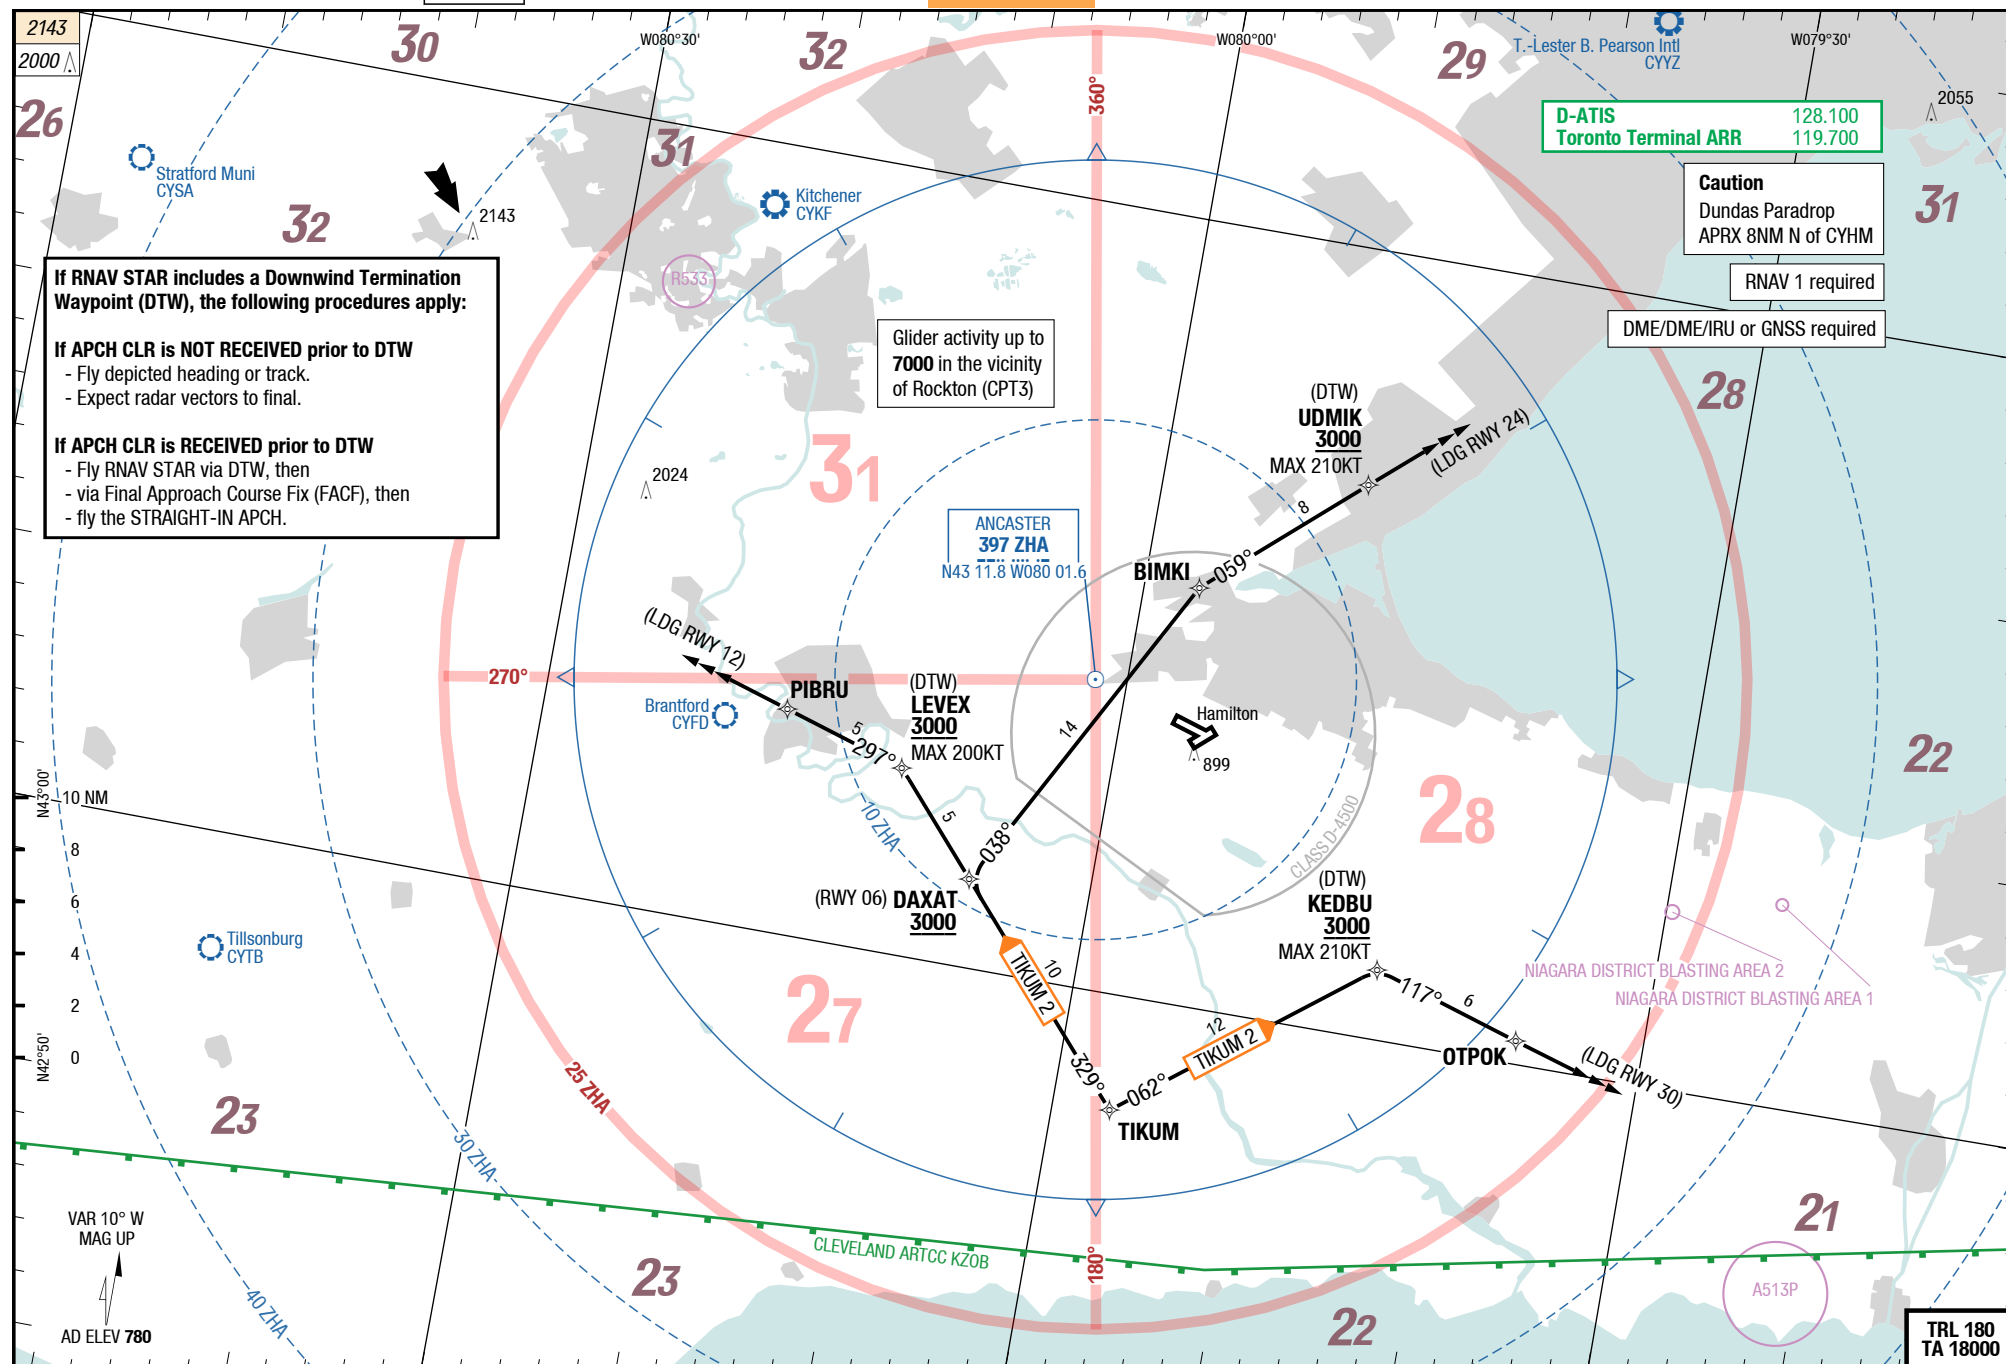 2143
2000
30
W080°30'
32
W080°00'
29
T.-Lester B. Pearson Intl
CYYZ
W079°30'
26
360°
2055
D-ATIS 128.100
Toronto Terminal ARR 119.700
31
Stratford Muni
CYSA
Kitchener
CYKF
Caution
Dundas Paradrop
APRX 8NM N of CYHM
31
32
2143
RNAV 1 required
R533
DME/DME/IRU or GNSS required
If RNAV STAR includes a Downwind Termination
Waypoint (DTW), the following procedures apply:
If APCH CLR is NOT RECEIVED prior to DTW
- Fly depicted heading or track.
- Expect radar vectors to final.
If APCH CLR is RECEIVED prior to DTW
- Fly RNAV STAR via DTW, then
- via Final Approach Course Fix (FACF), then
- fly the STRAIGHT-IN APCH.
Glider activity up to
7000 in the vicinity
of Rockton (CPT3)
28
(DTW)
UDMIK
3000
MAX 210KT
(LDG RWY 24)
31
2024
8
ANCASTER
397 ZHA
N43 11.8 W080 01.6
BIMKI
059°
(LDG RWY 12)
270°
PIBRU
(DTW)
LEVEX
3000
MAX 200KT
Brantford
CYFD
5
297°
14
Hamilton
899
22
N43°00'
10 NM
8
6
4
2
0
N42°50'
10 ZHA
5
038°
28
CLASS D-4500
(RWY 06) DAXAT
3000
(DTW)
KEDBU
3000
MAX 210KT
Tillsonburg
CYTB
10
TIKUM 2
NIAGARA DISTRICT BLASTING AREA 2
NIAGARA DISTRICT BLASTING AREA 1
27
117°
6
12
TIKUM 2
OTPOK
(LDG RWY 30)
329°
062°
TIKUM
25 ZHA
23
30 ZHA
VAR 10° W
MAG UP
CLEVELAND ARTCC KZOB
180°
21
23
40 ZHA
A513P
22
AD ELEV 780
TRL 180
TA 18000